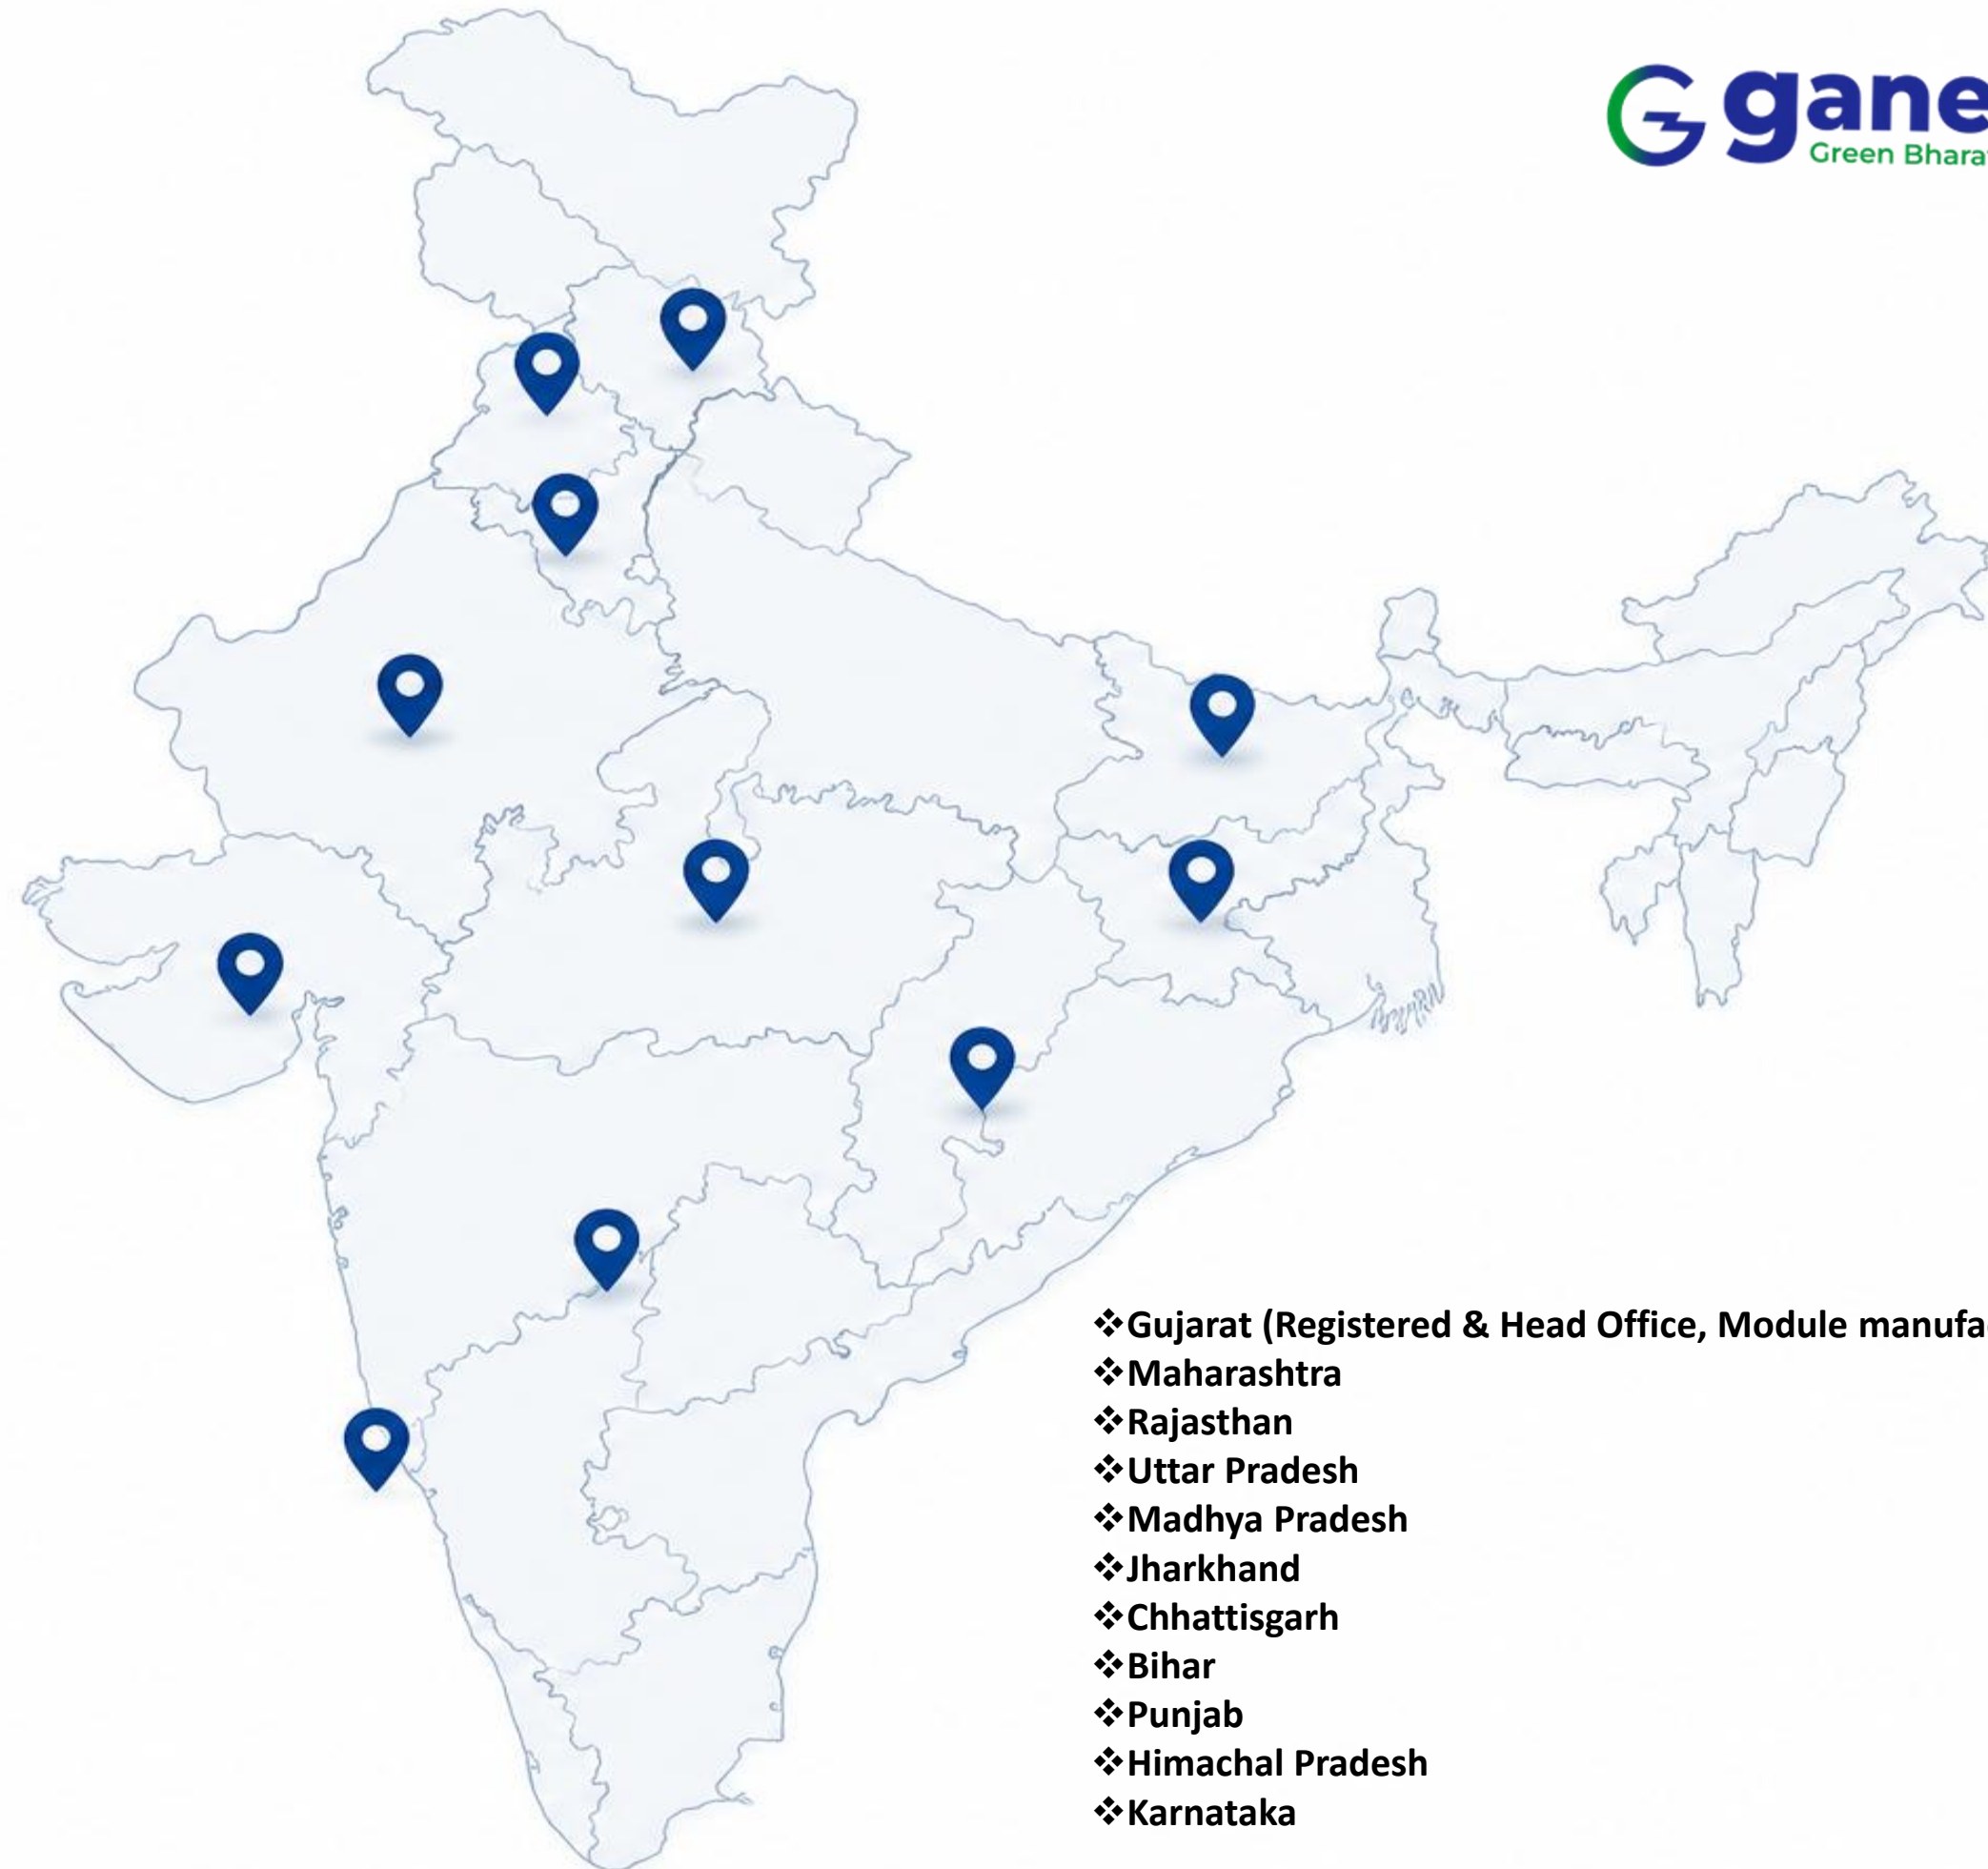 gane
Green Bhara
❖Gujarat (Registered & Head Office, Module manufa
❖Maharashtra
❖Rajasthan
❖Uttar Pradesh
❖Madhya Pradesh
❖Jharkhand
❖Chhattisgarh
❖Bihar
❖Punjab
❖Himachal Pradesh
❖Karnataka